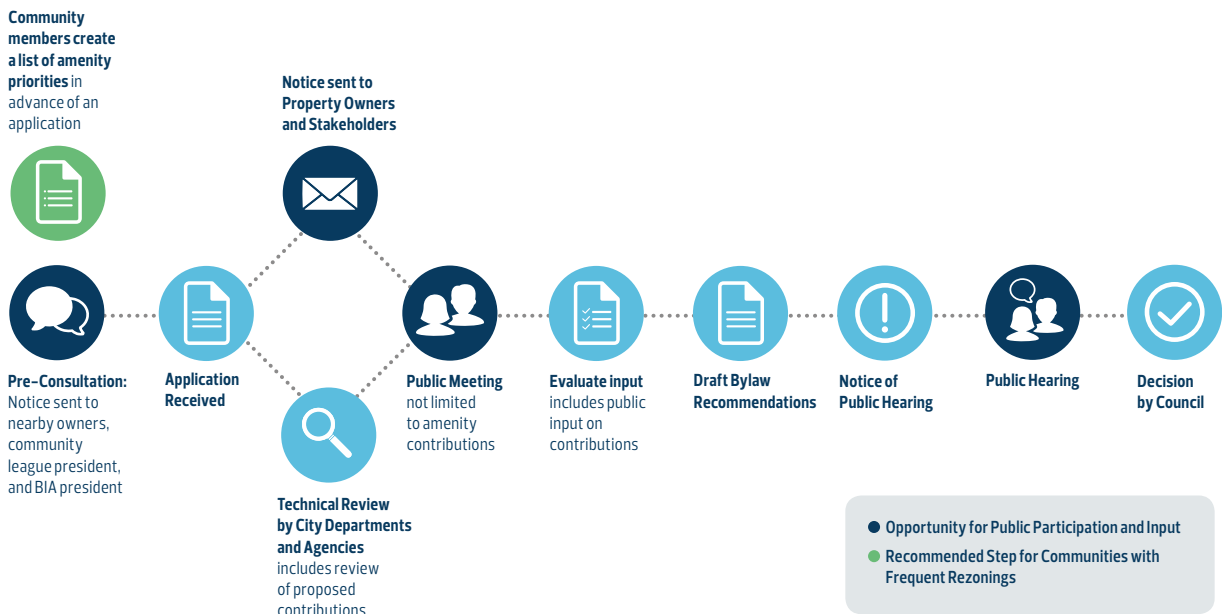 Community
members create
a list of amenity
priorities in
advance of an
application
Notice sent to
Property Owners
and Stakeholders
Pre-Consultation:
Notice sent to
nearby owners,
community
league president,
and BIA president
Application
Received
Technical Review
by City Departments
and Agencies
includes review
of proposed
contributions
Public Meeting
not limited
to amenity
contributions
Evaluate input
includes public
input on
contributions
Draft Bylaw
Recommendations
Notice of
Public Hearing
Public Hearing
Decision
by Council
Opportunity for Public Participation and Input
Recommended Step for Communities with
Frequent Rezonings